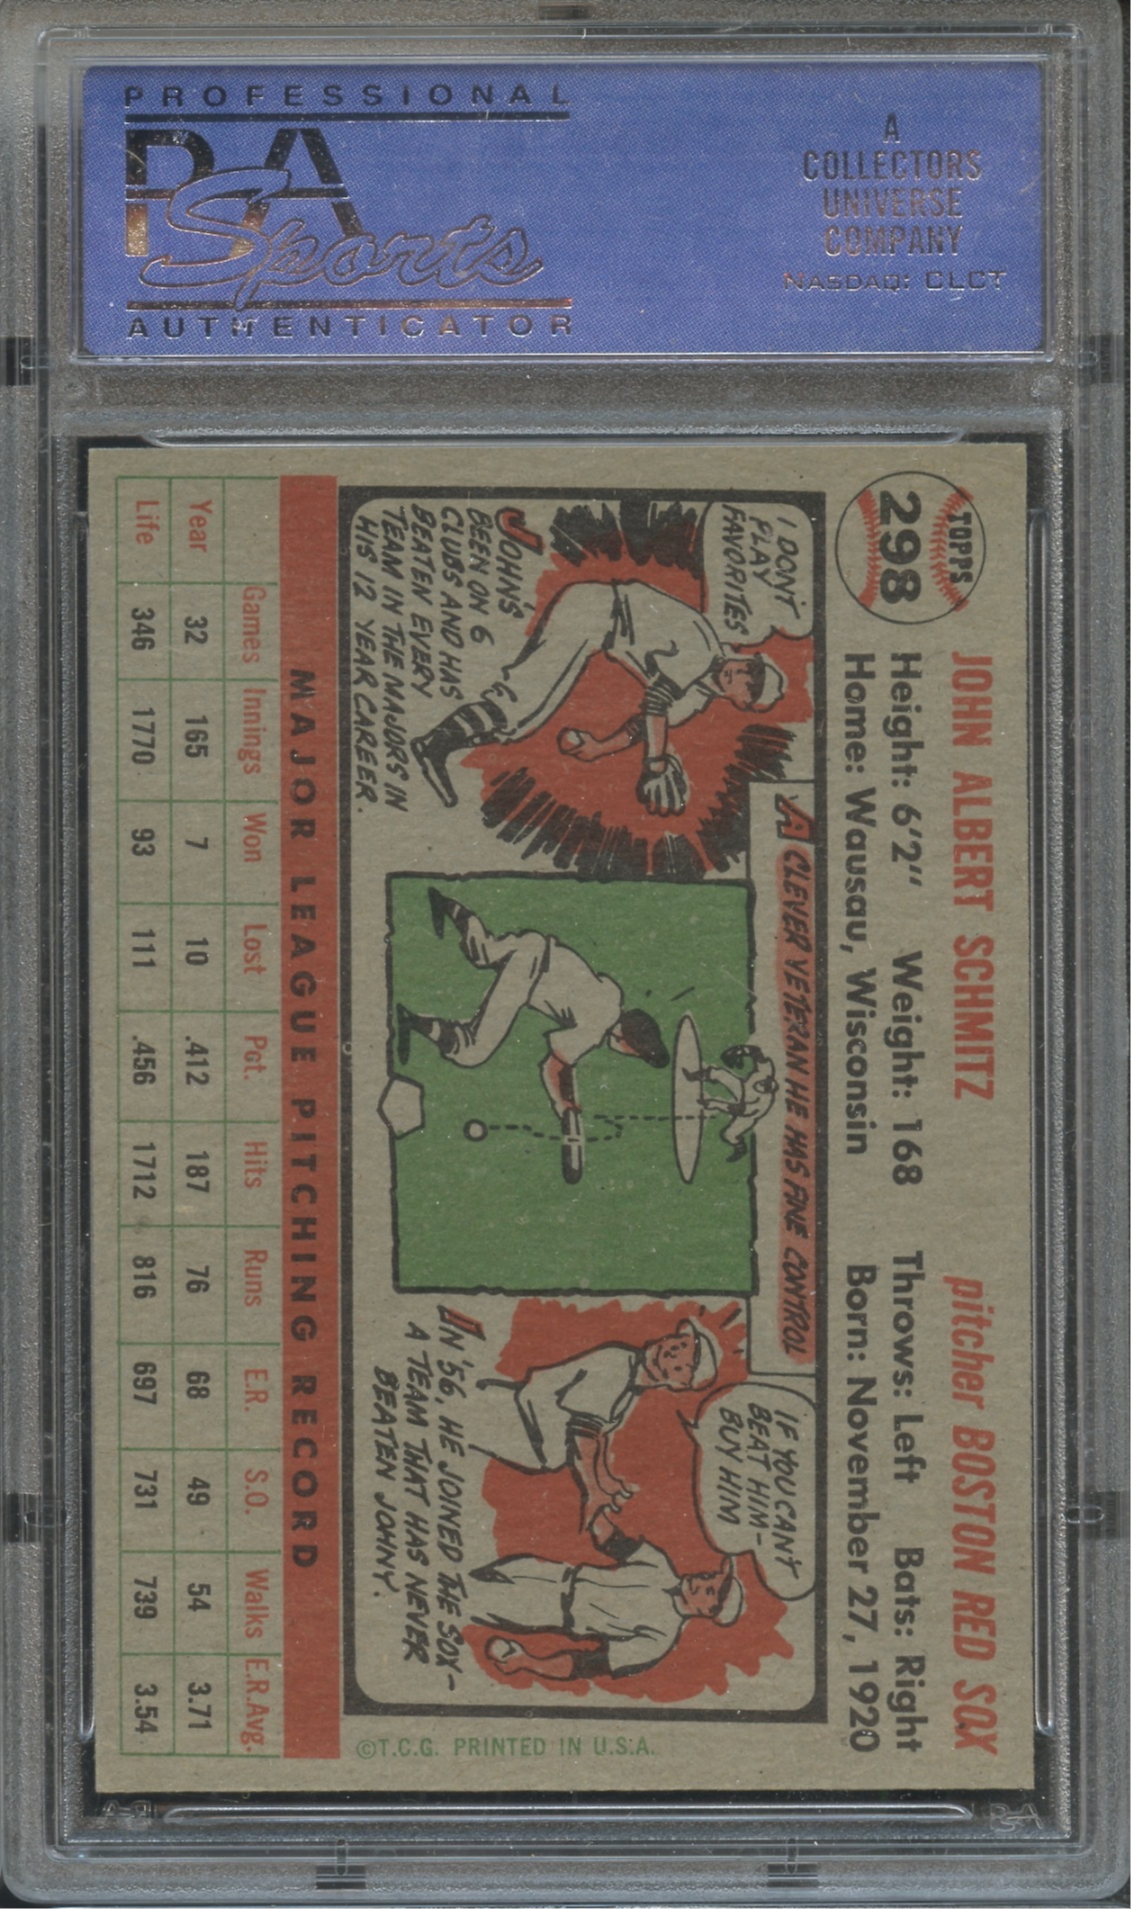 PROFESSIONAL
PSA
Sports
AUTHENTICATOR
A
COLLECTORS
UNIVERSE
COMPANY
NASDAQ: CLCT
TOPPS
298
JOHN ALBERT SCHMITZ pitcher BOSTON RED SOX
Height: 6'2" Weight: 168 Throws: Left Bats: Right
Home: Wausau, Wisconsin Born: November 27, 1920
I DON'T
PLAY
FAVORITES
JOHN'S
BEEN ON 6
CLUBS AND HAS
BEATEN EVERY
TEAM IN THE MAJORS IN
HIS 12 YEAR CAREER.
A CLEVER VETERAN HE HAS FINE CONTROL
IF YOU CAN'T
BEAT HIM-
BUY HIM
IN '56, HE JOINED THE SOX-
A TEAM THAT HAS NEVER
BEATEN JOHNY.
MAJOR LEAGUE PITCHING RECORD
Games Innings Won Lost Pct. Hits Runs E.R. S.O. Walks E.R.Avg.
Year 32 165 7 10 .412 187 76 68 49 54 3.71
Life 346 1770 93 111 .456 1712 816 697 731 739 3.54
©T.C.G. PRINTED IN U.S.A.
PSA
PSA